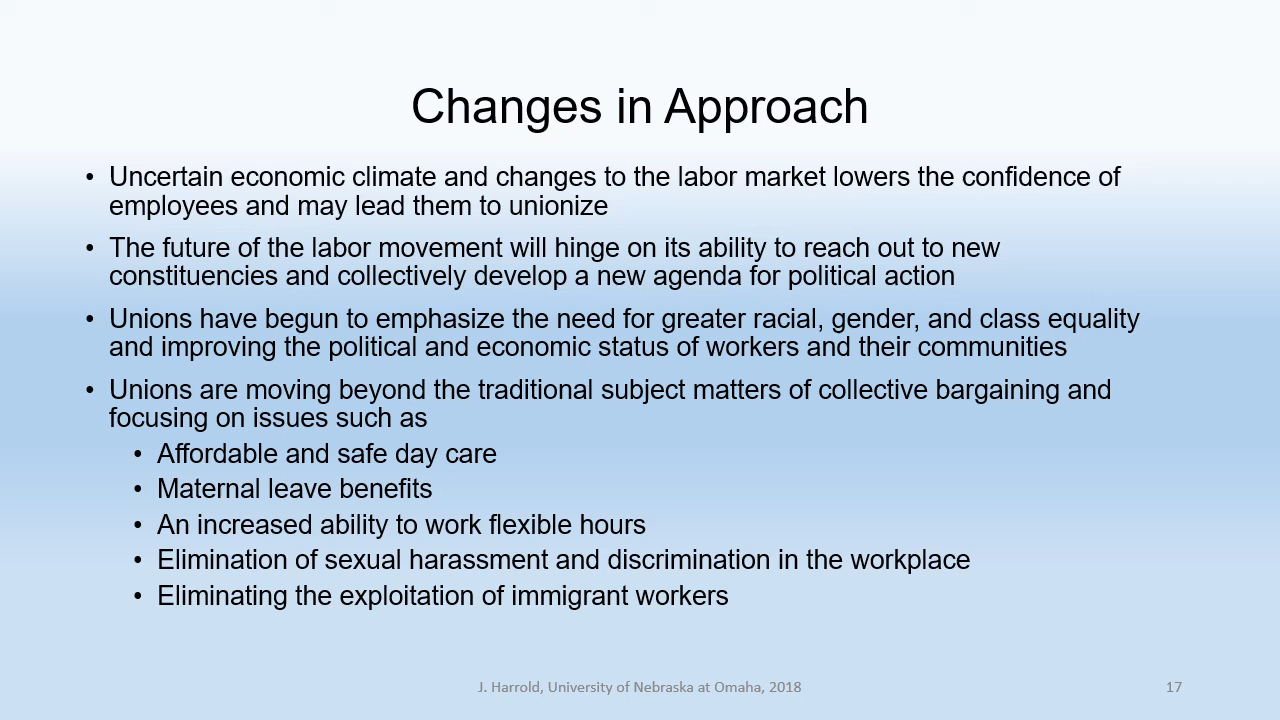 Changes in Approach
• Uncertain economic climate and changes to the labor market lowers the confidence of
employees and may lead them to unionize
• The future of the labor movement will hinge on its ability to reach out to new
constituencies and collectively develop a new agenda for political action
• Unions have begun to emphasize the need for greater racial, gender, and class equality
and improving the political and economic status of workers and their communities
• Unions are moving beyond the traditional subject matters of collective bargaining and
focusing on issues such as
• Affordable and safe day care
• Maternal leave benefits
• An increased ability to work flexible hours
• Elimination of sexual harassment and discrimination in the workplace
• Eliminating the exploitation of immigrant workers
J. Harrold, University of Nebraska at Omaha, 2018
17